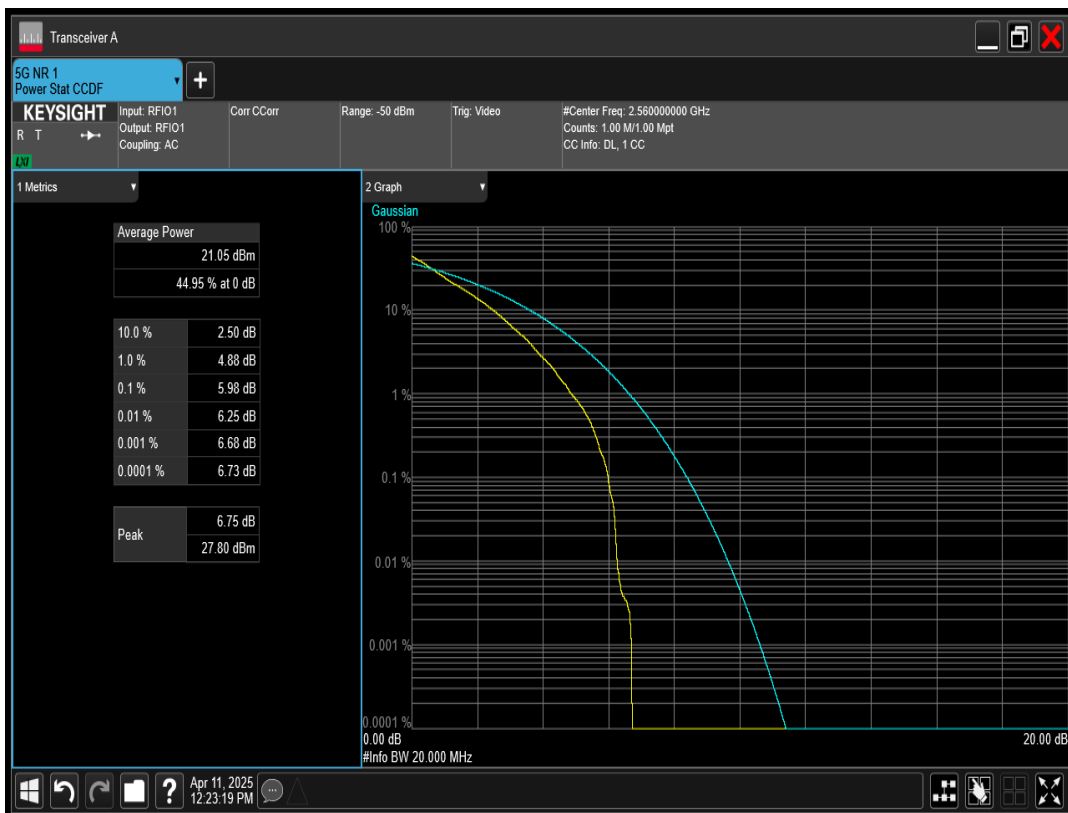 Transceiver A
5G NR 1
Power Stat CCDF
+
KEYSIGHT
R T
LXI
Input: RFIO1
Output: RFIO1
Coupling: AC
Corr CCorr
Range: -50 dBm
Trig: Video
#Center Freq: 2.560000000 GHz
Counts: 1.00 M/1.00 Mpt
CC Info: DL, 1 CC
1 Metrics
Average Power
21.05 dBm
44.95 % at 0 dB
10.0 % 2.50 dB
1.0 % 4.88 dB
0.1 % 5.98 dB
0.01 % 6.25 dB
0.001 % 6.68 dB
0.0001 % 6.73 dB
Peak
6.75 dB
27.80 dBm
2 Graph
Gaussian
100 %
10 %
1 %
0.1 %
0.01 %
0.001 %
0.0001 %
0.00 dB 20.00 dB
#Info BW 20.000 MHz
?
Apr 11, 2025
12:23:19 PM